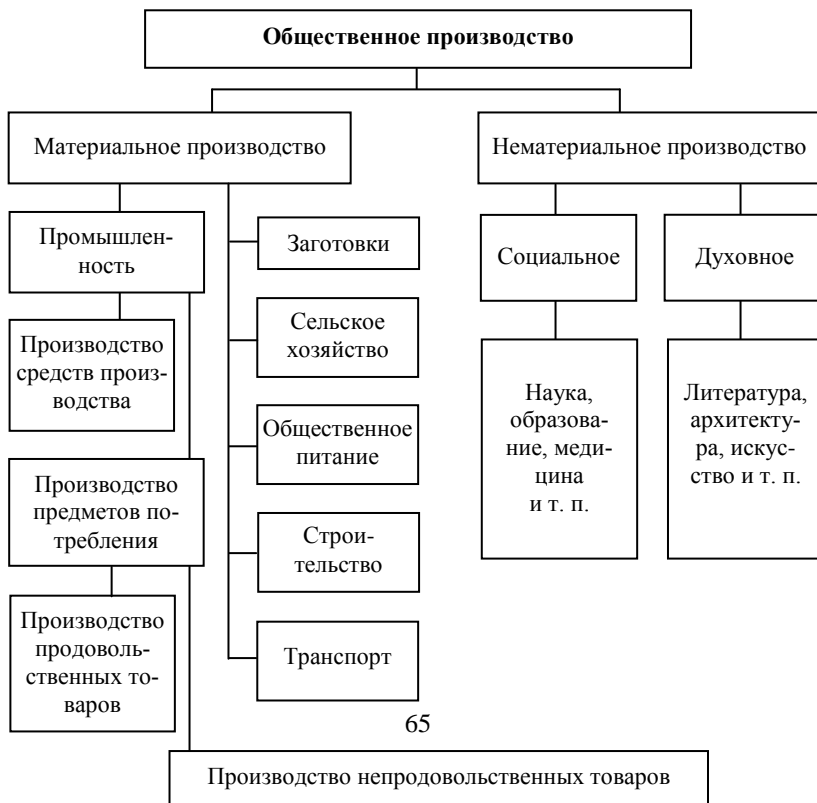 Общественное производство
Материальное производство
Нематериальное производство
Промышлен-
ность
Заготовки
Социальное
Духовное
Производство
средств произ-
водства
Сельское
хозяйство
Наука,
образова-
ние, меди-
цина
и т. п.
Литература,
архитекту-
ра, искус-
ство и т. п.
Общественное
питание
Производство
предметов по-
требления
Строи-
тельство
Производство
продоволь-
ственных то-
варов
Транспорт
65
Производство непродовольственных товаров